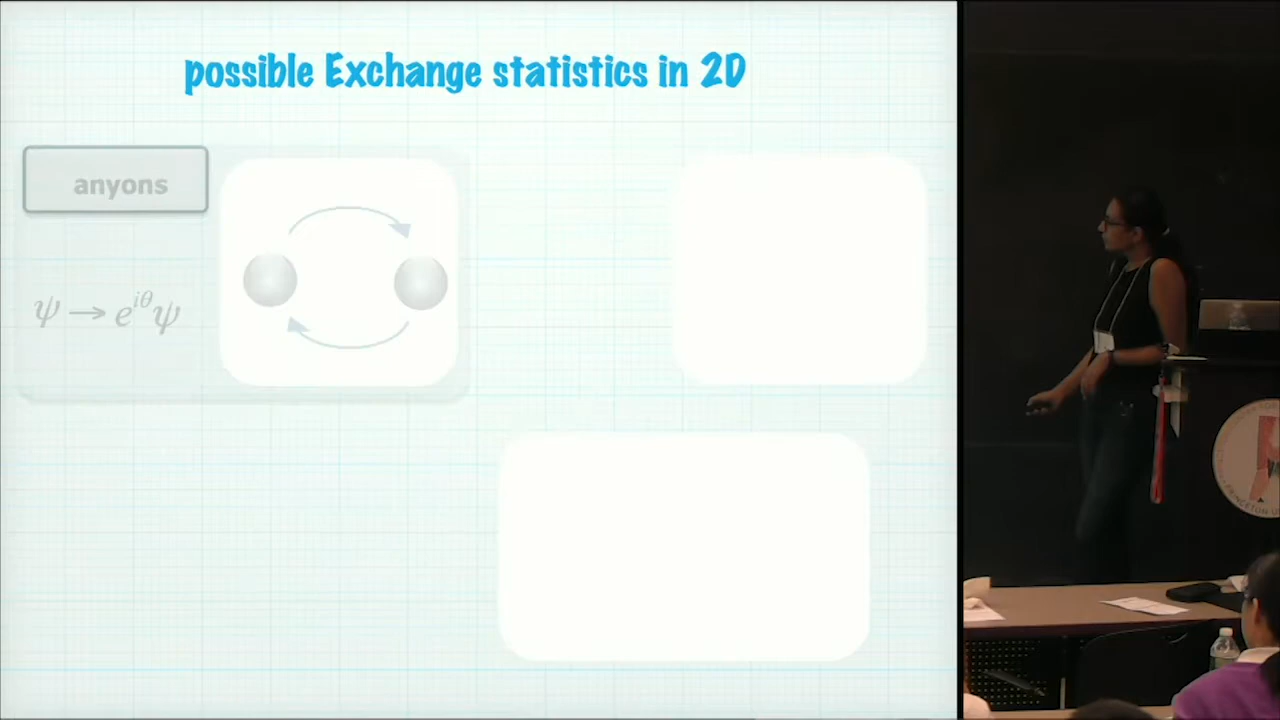 possible Exchange statistics in 2D
anyons
ψ → e^{iθ}ψ